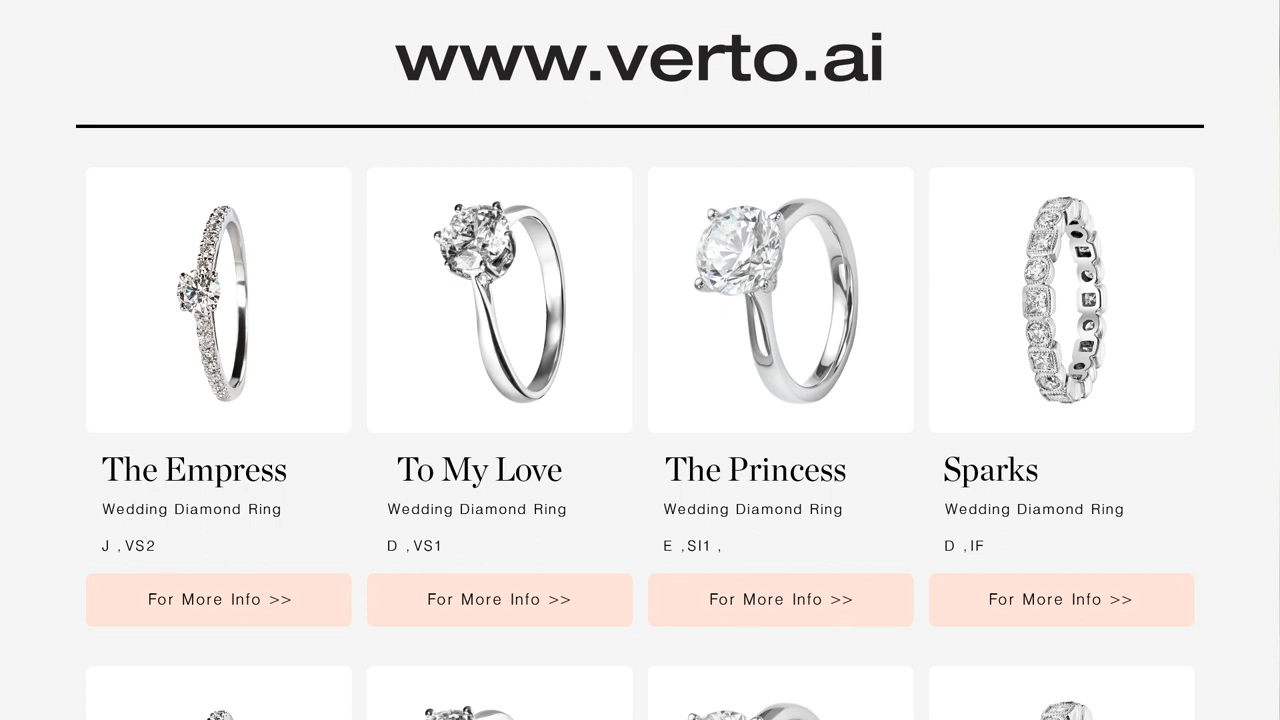 www.verto.ai
The Empress
Wedding Diamond Ring
J ,VS2
For More Info >>
To My Love
Wedding Diamond Ring
D ,VS1
For More Info >>
The Princess
Wedding Diamond Ring
E ,SI1 ,
For More Info >>
Sparks
Wedding Diamond Ring
D ,IF
For More Info >>